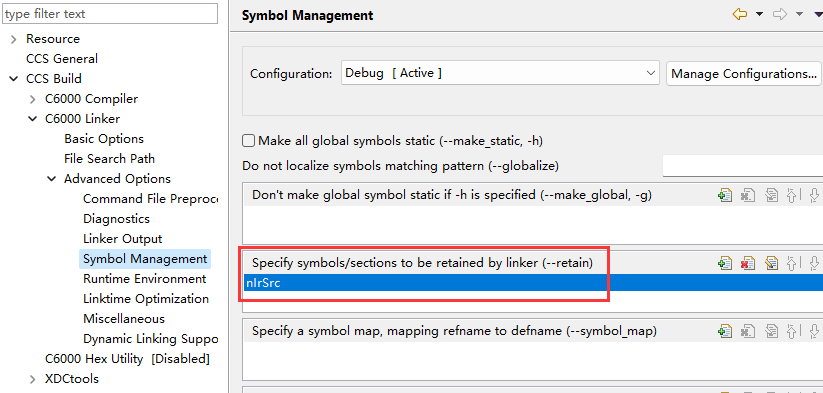 type filter text
Resource
CCS General
CCS Build
C6000 Compiler
C6000 Linker
Basic Options
File Search Path
Advanced Options
Command File Preproc
Diagnostics
Linker Output
Symbol Management
Runtime Environment
Linktime Optimization
Miscellaneous
Dynamic Linking Suppo
C6000 Hex Utility [Disabled]
XDCtools
Symbol Management
Configuration:
Debug [ Active ]
Manage Configurations...
Make all global symbols static (--make_static, -h)
Do not localize symbols matching pattern (--globalize)
Don't make global symbol static if -h is specified (--make_global, -g)
Specify symbols/sections to be retained by linker (--retain)
nIrSrc
Specify a symbol map, mapping refname to defname (--symbol_map)